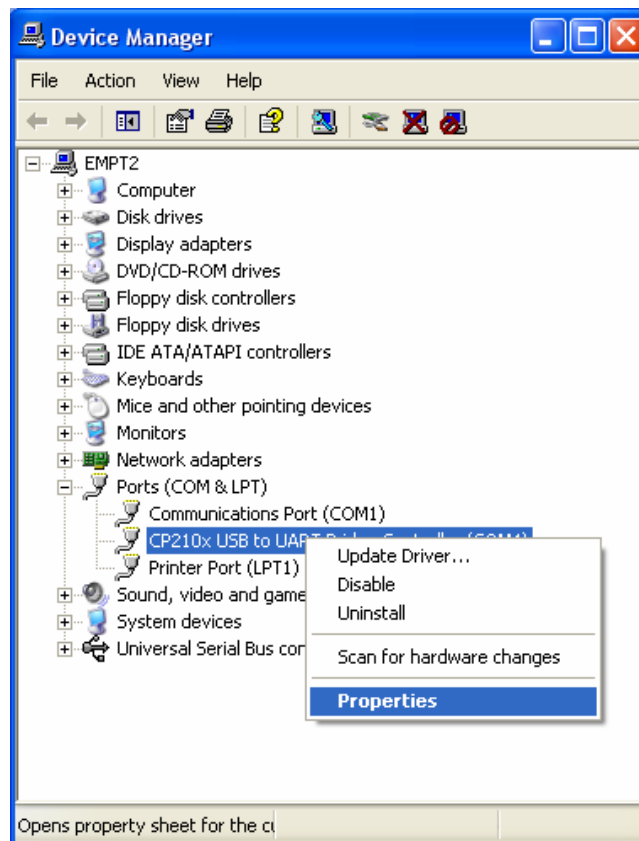 Device Manager
File Action View Help
EMPT2
Computer
Disk drives
Display adapters
DVD/CD-ROM drives
Floppy disk controllers
Floppy disk drives
IDE ATA/ATAPI controllers
Keyboards
Mice and other pointing devices
Monitors
Network adapters
Ports (COM & LPT)
Communications Port (COM1)
CP210x USB to UART
Printer Port (LPT1)
Sound, video and game
System devices
Universal Serial Bus con
Update Driver...
Disable
Uninstall
Scan for hardware changes
Properties
Opens property sheet for the